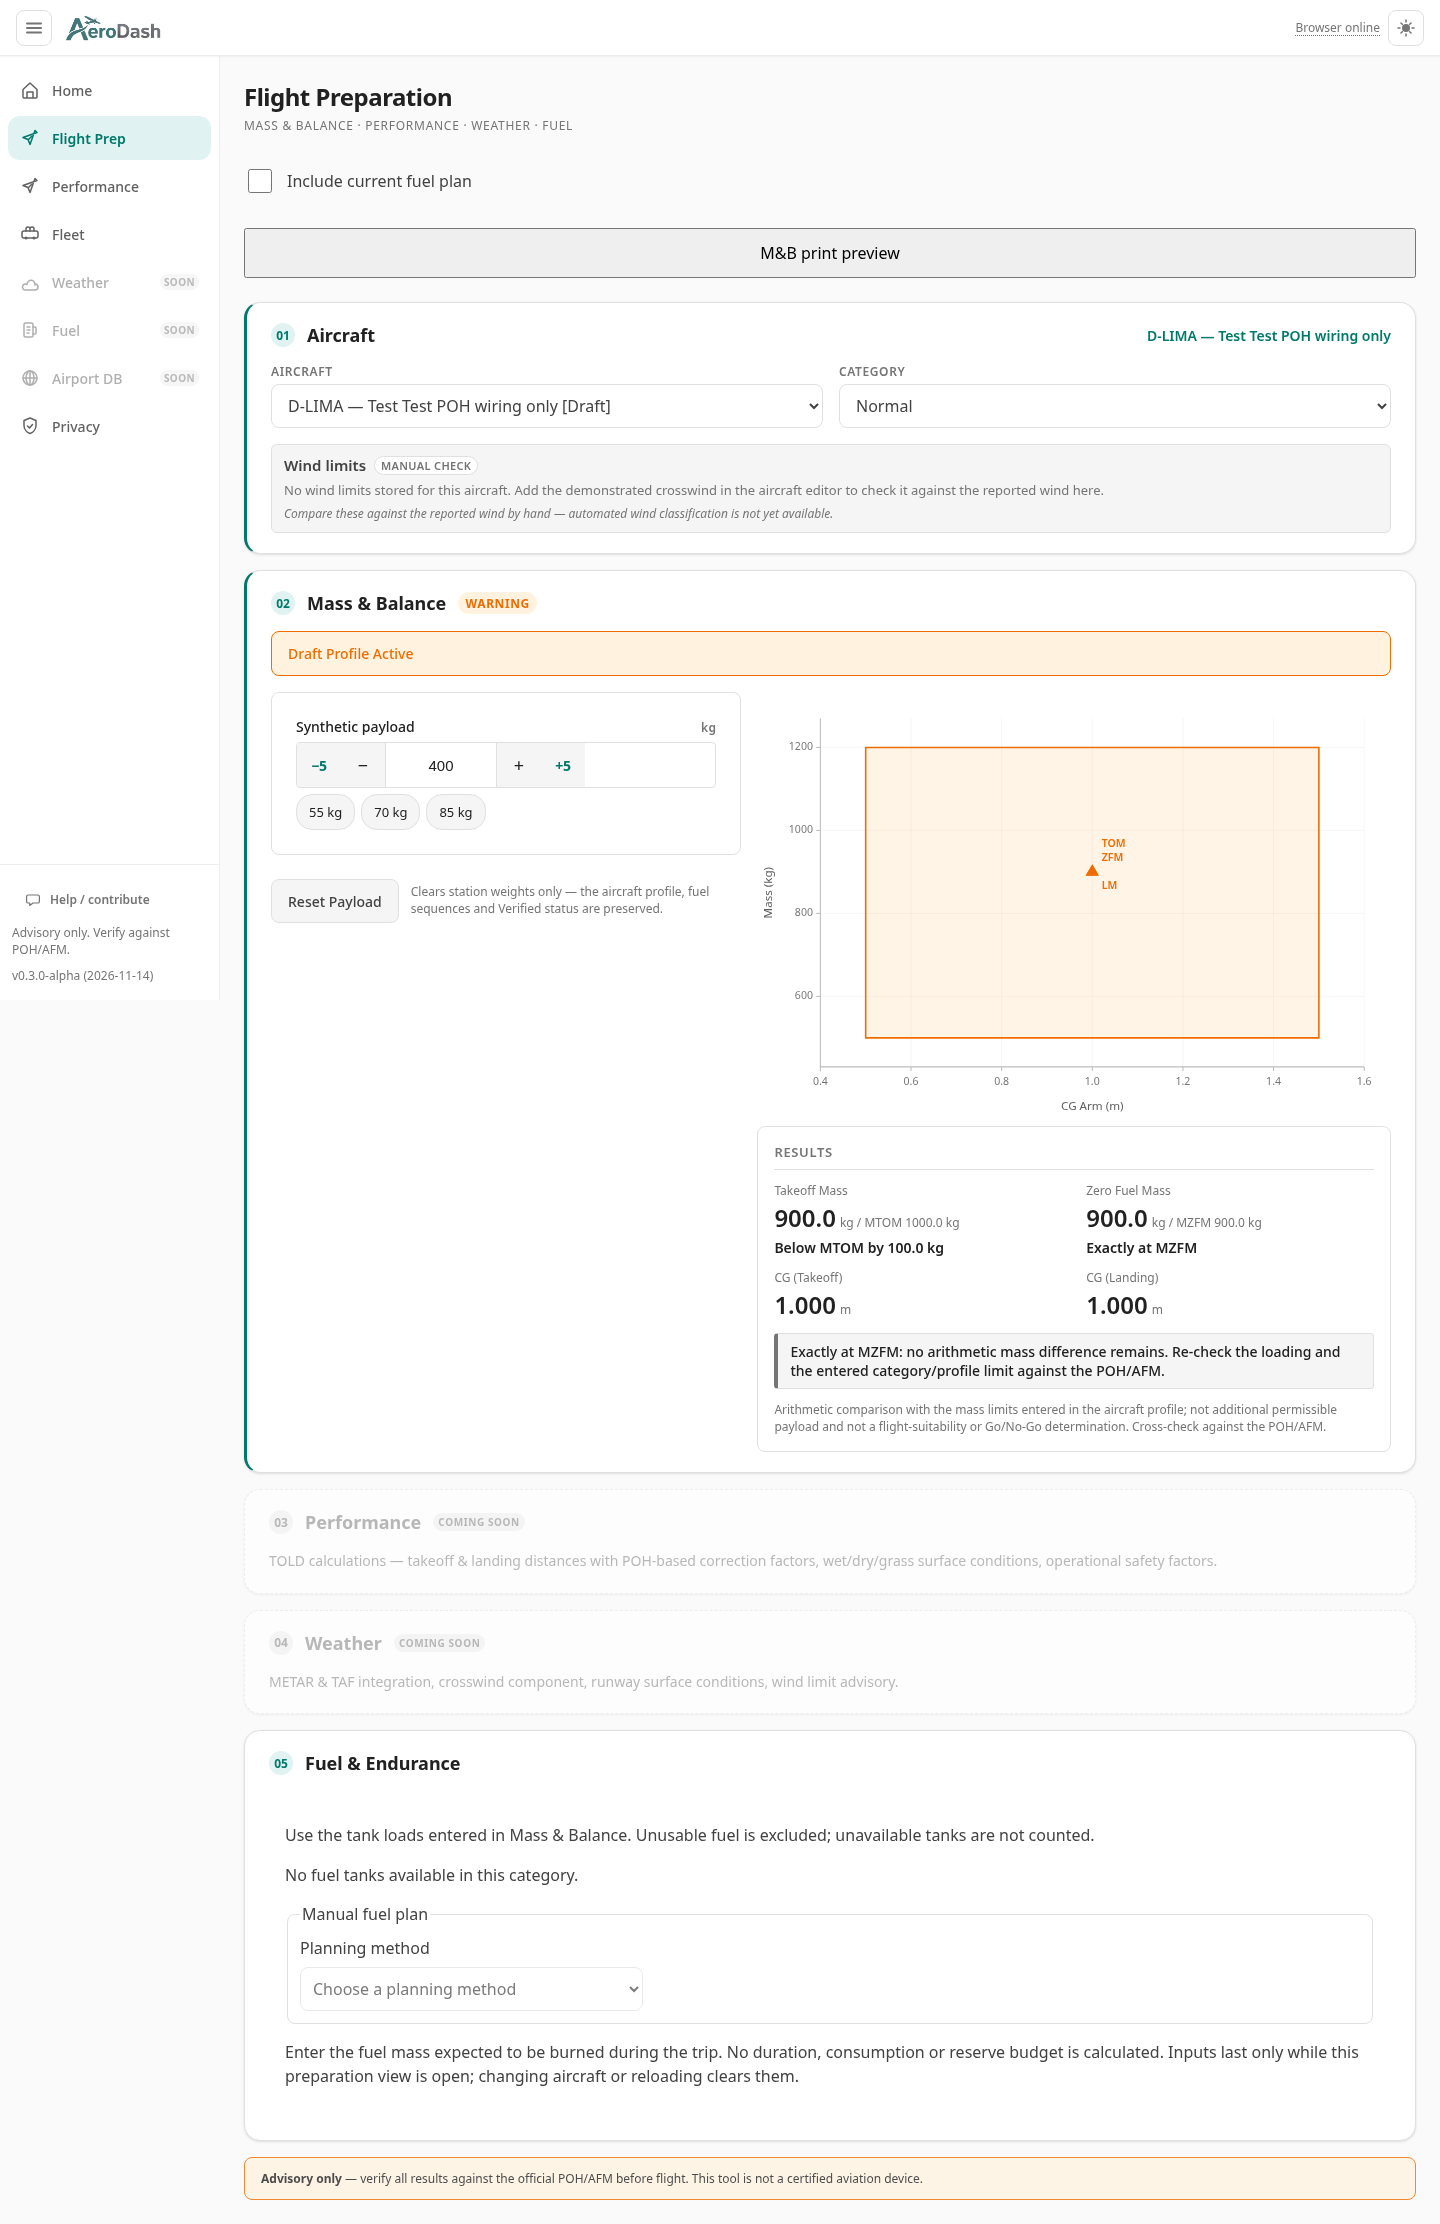 AeroDash
Browser online
Home
Flight Prep
Performance
Fleet
Weather SOON
Fuel SOON
Airport DB SOON
Privacy
Help / contribute
Advisory only. Verify against
POH/AFM.
v0.3.0-alpha (2026-11-14)
Flight Preparation
MASS & BALANCE · PERFORMANCE · WEATHER · FUEL
Include current fuel plan
M&B print preview
01 Aircraft
D-LIMA — Test Test POH wiring only
AIRCRAFT
D-LIMA — Test Test POH wiring only [Draft]
CATEGORY
Normal
Wind limits MANUAL CHECK
No wind limits stored for this aircraft. Add the demonstrated crosswind in the aircraft editor to check it against the reported wind here.
Compare these against the reported wind by hand — automated wind classification is not yet available.
02 Mass & Balance WARNING
Draft Profile Active
Synthetic payload kg
−5 − 400 + +5
55 kg 70 kg 85 kg
Reset Payload
Clears station weights only — the aircraft profile, fuel
sequences and Verified status are preserved.
Mass (kg)
1200
1000
800
600
TOM
ZFM
LM
0.4 0.6 0.8 1.0 1.2 1.4 1.6
CG Arm (m)
RESULTS
Takeoff Mass
900.0 kg / MTOM 1000.0 kg
Below MTOM by 100.0 kg
Zero Fuel Mass
900.0 kg / MZFM 900.0 kg
Exactly at MZFM
CG (Takeoff)
1.000 m
CG (Landing)
1.000 m
Exactly at MZFM: no arithmetic mass difference remains. Re-check the loading and
the entered category/profile limit against the POH/AFM.
Arithmetic comparison with the mass limits entered in the aircraft profile; not additional permissible
payload and not a flight-suitability or Go/No-Go determination. Cross-check against the POH/AFM.
03 Performance COMING SOON
TOLD calculations — takeoff & landing distances with POH-based correction factors, wet/dry/grass surface conditions, operational safety factors.
04 Weather COMING SOON
METAR & TAF integration, crosswind component, runway surface conditions, wind limit advisory.
05 Fuel & Endurance
Use the tank loads entered in Mass & Balance. Unusable fuel is excluded; unavailable tanks are not counted.
No fuel tanks available in this category.
Manual fuel plan
Planning method
Choose a planning method
Enter the fuel mass expected to be burned during the trip. No duration, consumption or reserve budget is calculated. Inputs last only while this
preparation view is open; changing aircraft or reloading clears them.
Advisory only — verify all results against the official POH/AFM before flight. This tool is not a certified aviation device.